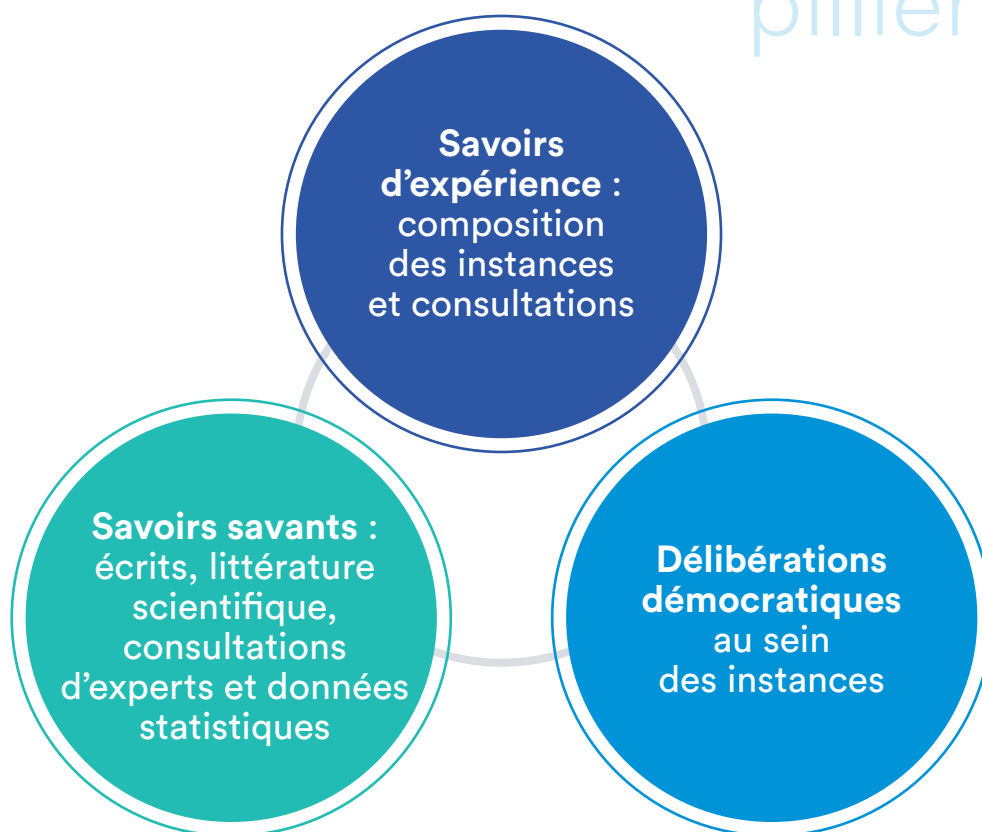 Savoirs
d’expérience :
composition
des instances
et consultations
Savoirs savants :
écrits, littérature
scientifique,
consultations
d’experts et données
statistiques
Délibérations
démocratiques
au sein
des instances